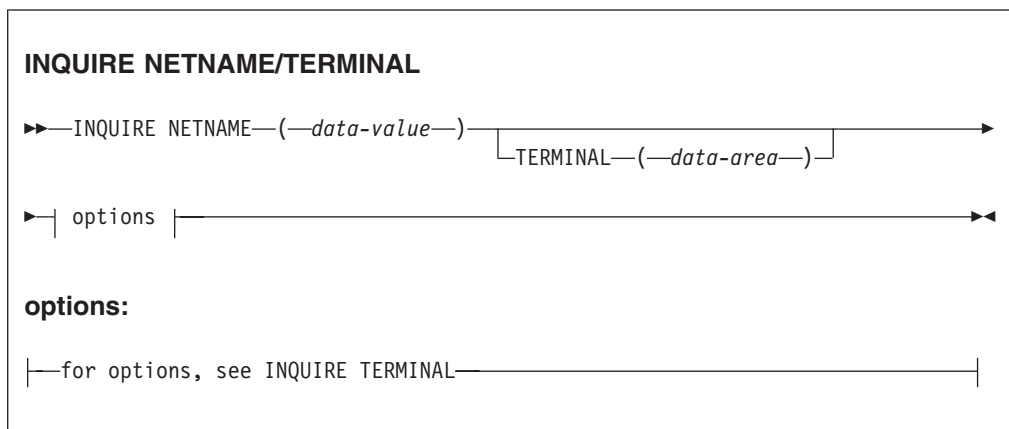 INQUIRE NETNAME/TERMINAL
INQUIRE NETNAME ( data-value )
TERMINAL ( data-area )
options
options:
for options, see INQUIRE TERMINAL